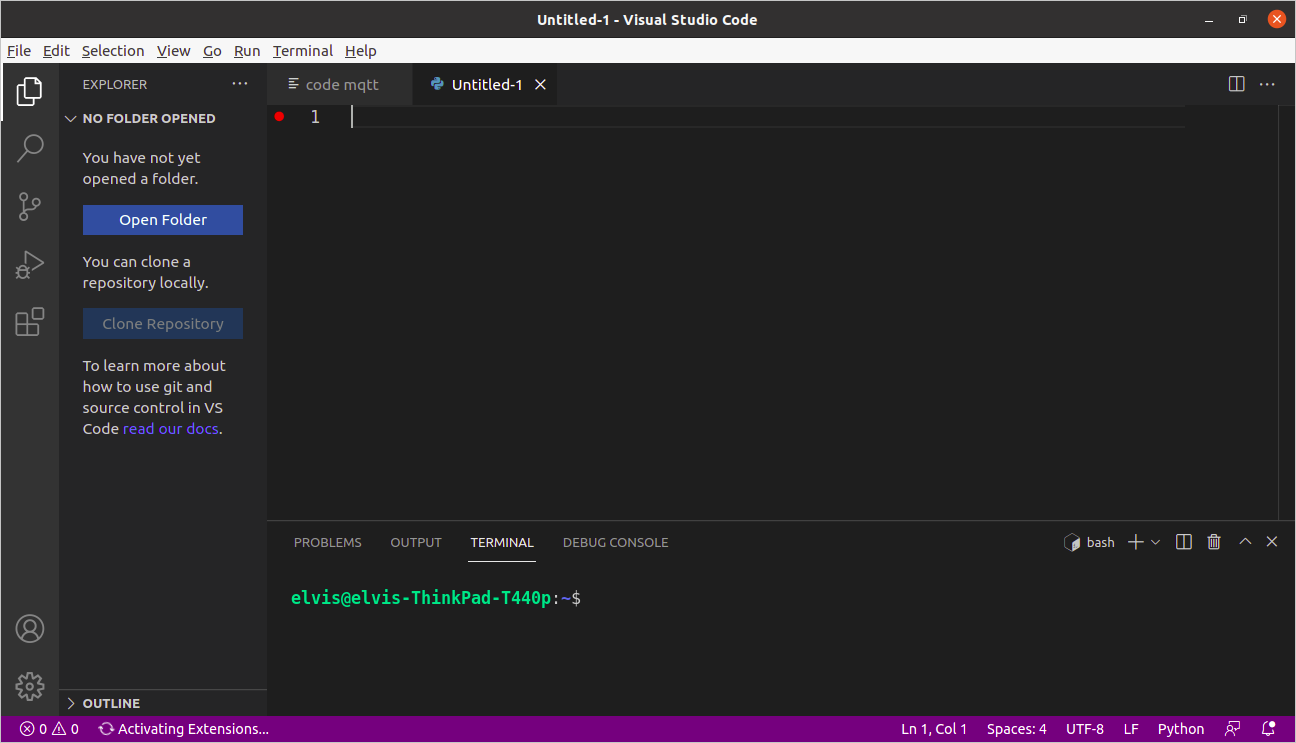 Untitled-1 - Visual Studio Code
File Edit Selection View Go Run Terminal Help
EXPLORER
NO FOLDER OPENED
You have not yet
opened a folder.
Open Folder
You can clone a
repository locally.
Clone Repository
To learn more about
how to use git and
source control in VS
Code read our docs.
OUTLINE
code mqtt
Untitled-1
1
PROBLEMS OUTPUT TERMINAL DEBUG CONSOLE
bash
elvis@elvis-ThinkPad-T440p:~$
0 0 Activating Extensions...
Ln 1, Col 1 Spaces: 4 UTF-8 LF Python